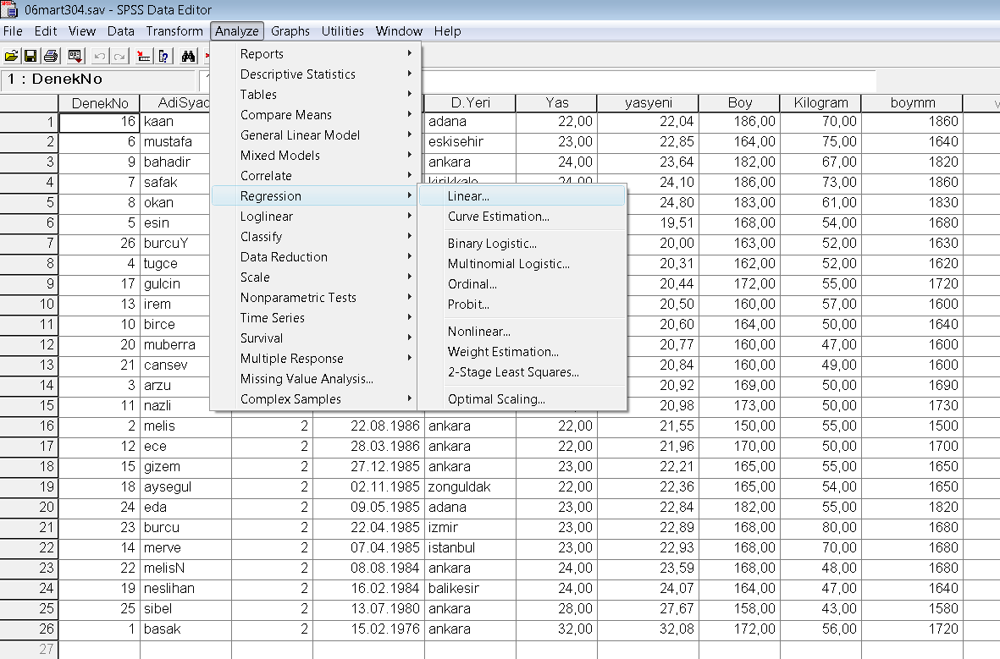 06mart304.sav - SPSS Data Editor
File Edit View Data Transform Analyze Graphs Utilities Window Help
1 : DenekNo
DenekNo AdiSyac D.Yeri Yas yasyeni Boy Kilogram boymm
1 16 kaan adana 22,00 22,04 186,00 70,00 1860
2 6 mustafa eskisehir 23,00 22,85 164,00 75,00 1640
3 9 bahadir ankara 24,00 23,64 182,00 67,00 1820
4 7 safak kirikkale 24,00 24,10 186,00 73,00 1860
5 8 okan 24,80 183,00 61,00 1830
6 5 esin 19,51 168,00 54,00 1680
7 26 burcuY 20,00 163,00 52,00 1630
8 4 tugce 20,31 162,00 52,00 1620
9 17 gulcin 20,44 172,00 55,00 1720
10 13 irem 20,50 160,00 57,00 1600
11 10 birce 20,60 164,00 50,00 1640
12 20 muberra 20,77 160,00 47,00 1600
13 21 cansev 20,84 160,00 49,00 1600
14 3 arzu 20,92 169,00 50,00 1690
15 11 nazli 20,98 173,00 50,00 1730
16 2 melis 2 22.08.1986 ankara 22,00 21,55 150,00 55,00 1500
17 12 ece 2 28.03.1986 ankara 22,00 21,96 170,00 50,00 1700
18 15 gizem 2 27.12.1985 ankara 23,00 22,21 165,00 55,00 1650
19 18 aysegul 2 02.11.1985 zonguldak 22,00 22,36 165,00 54,00 1650
20 24 eda 2 09.05.1985 adana 23,00 22,84 182,00 55,00 1820
21 23 burcu 2 22.04.1985 izmir 23,00 22,89 168,00 80,00 1680
22 14 merve 2 07.04.1985 istanbul 23,00 22,93 168,00 70,00 1680
23 22 melisN 2 08.08.1984 ankara 24,00 23,59 168,00 48,00 1680
24 19 neslihan 2 16.02.1984 balikesir 24,00 24,07 164,00 47,00 1640
25 25 sibel 2 13.07.1980 ankara 28,00 27,67 158,00 43,00 1580
26 1 basak 2 15.02.1976 ankara 32,00 32,08 172,00 56,00 1720
27
Reports
Descriptive Statistics
Tables
Compare Means
General Linear Model
Mixed Models
Correlate
Regression
Loglinear
Classify
Data Reduction
Scale
Nonparametric Tests
Time Series
Survival
Multiple Response
Missing Value Analysis...
Complex Samples
Linear...
Curve Estimation...
Binary Logistic...
Multinomial Logistic...
Ordinal...
Probit...
Nonlinear...
Weight Estimation...
2-Stage Least Squares...
Optimal Scaling...